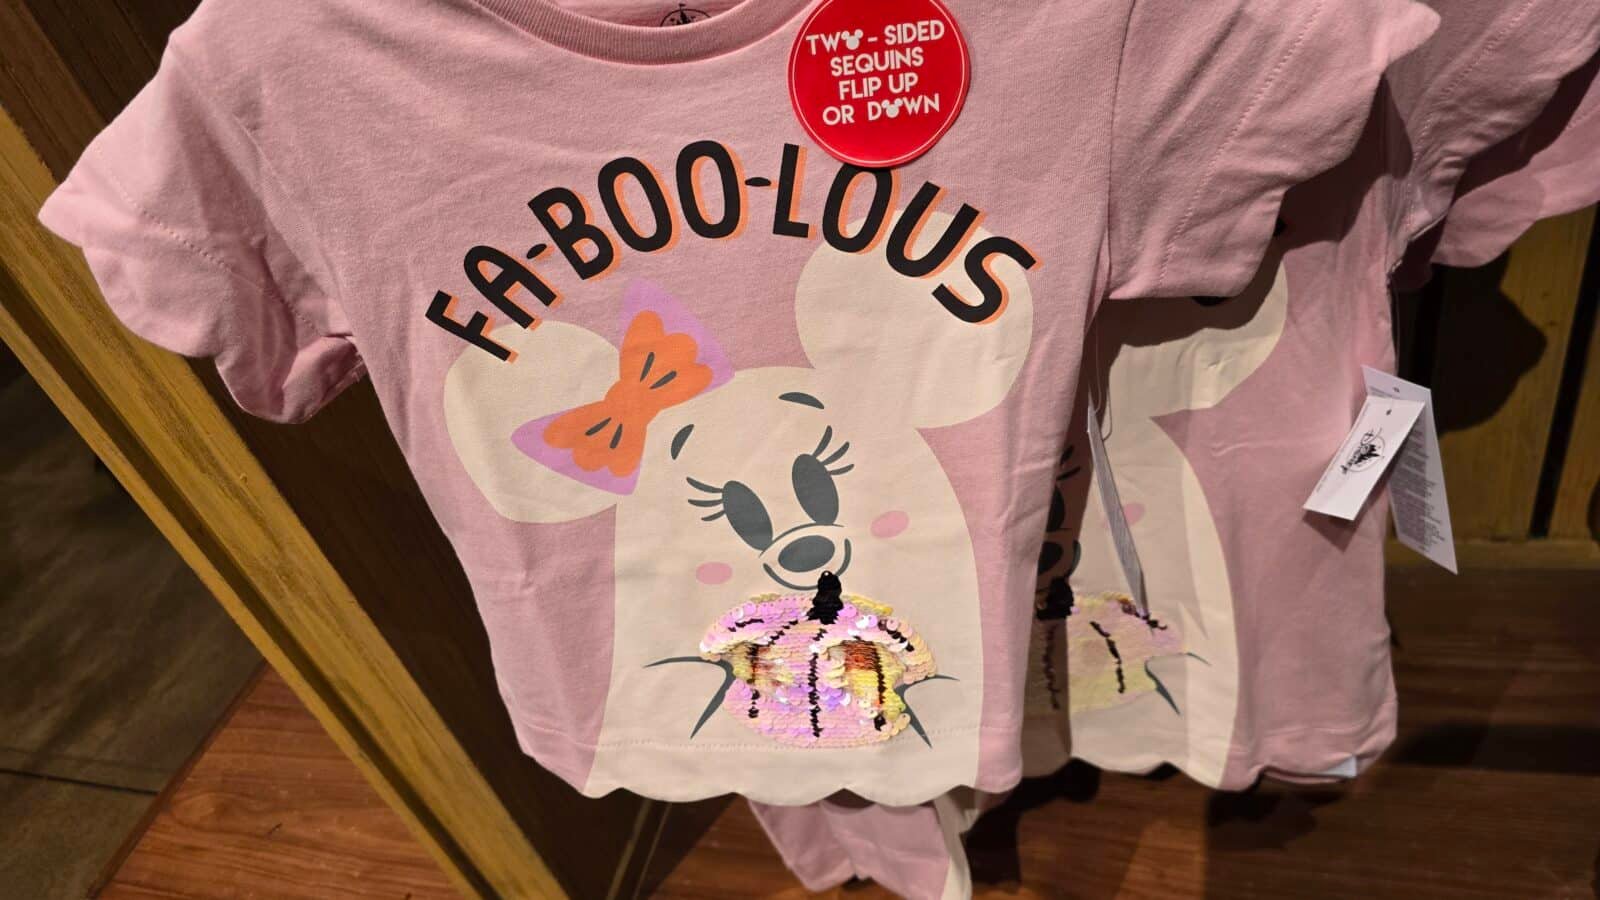 TWO - SIDED
SEQUINS
FLIP UP
OR DOWN
FA-BOO-LOUS